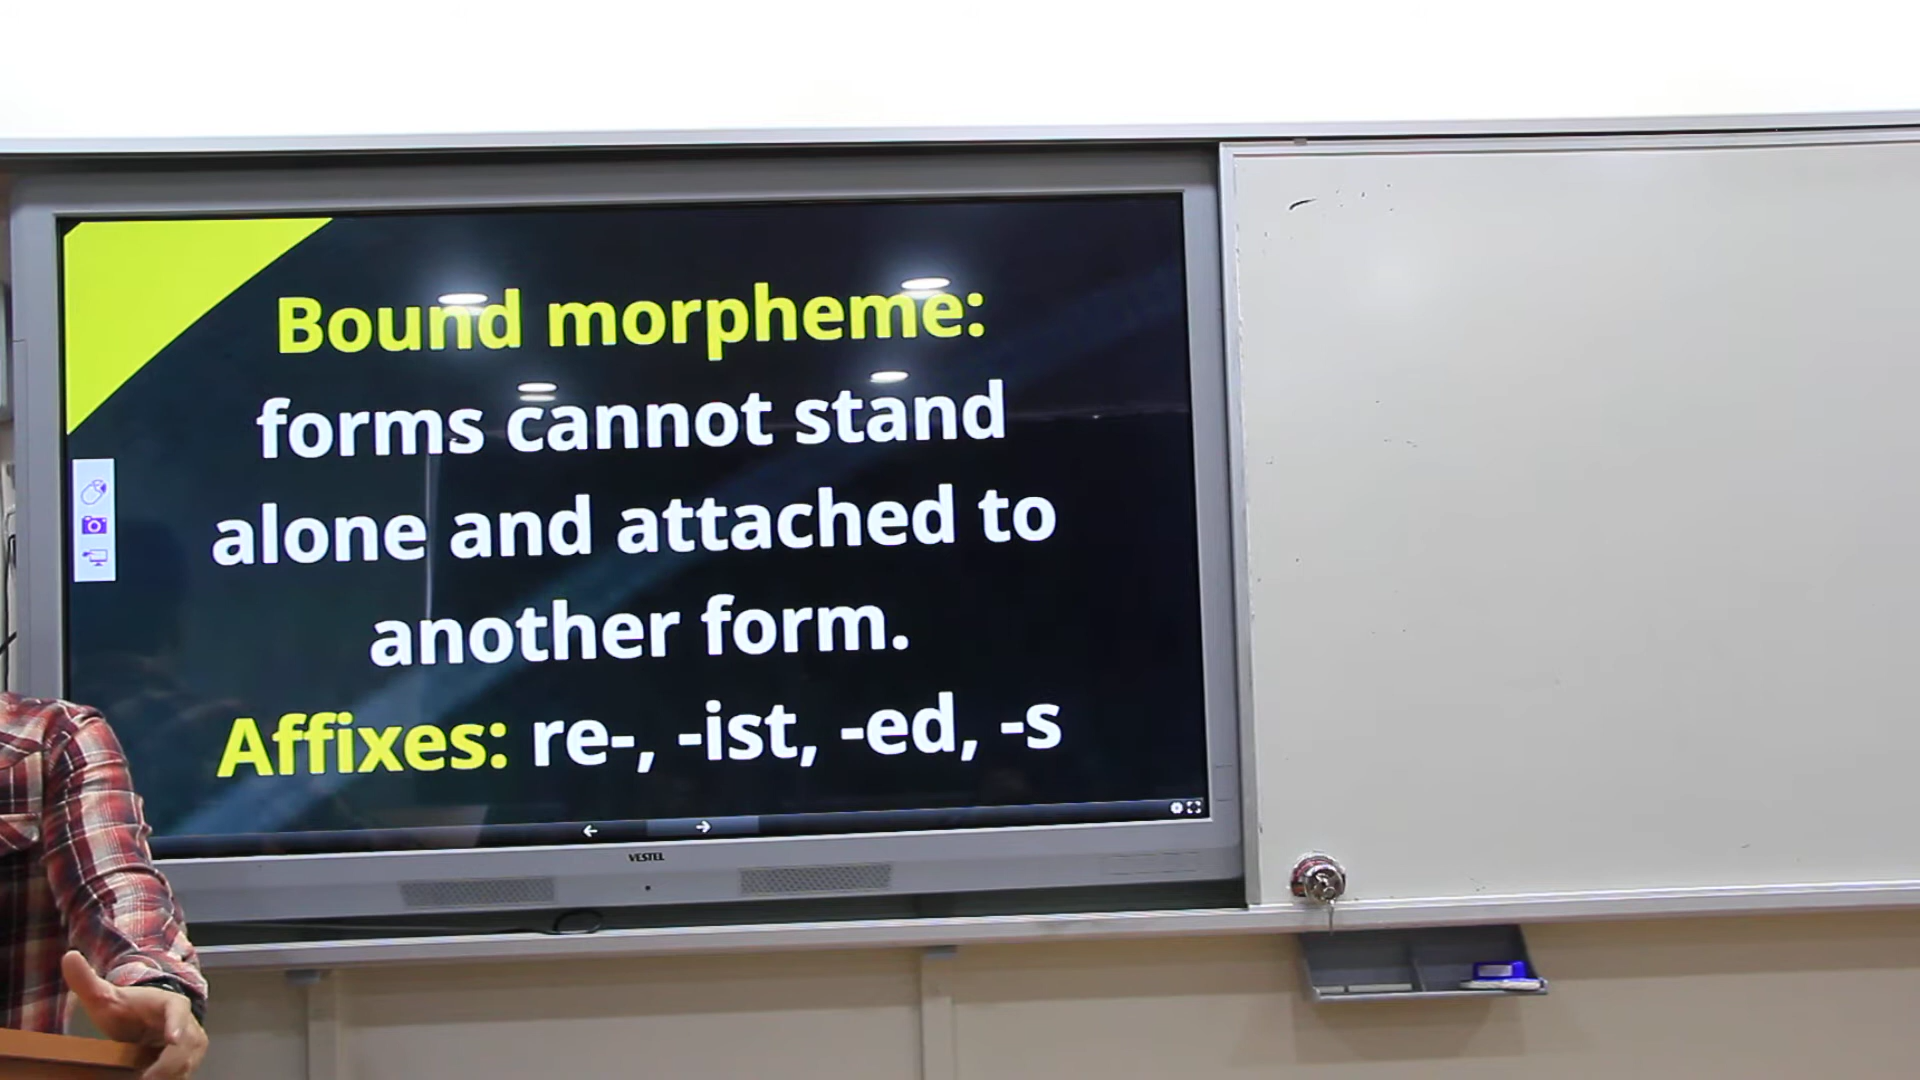 Bound morpheme:
forms cannot stand
alone and attached to
another form.
Affixes: re-, -ist, -ed, -s
VESTEL